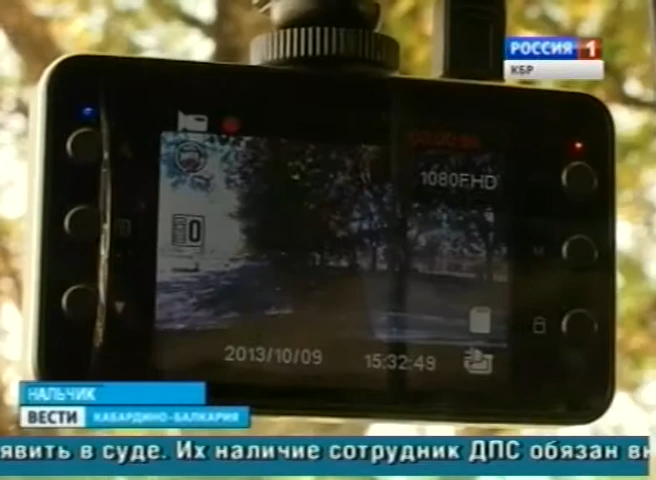 РОССИЯ 1
КБР
1080FHD
2013/10/09 15:32:49
M
НАЛЬЧИК
ВЕСТИ КАБАРДИНО-БАЛКАРИЯ
явить в суде. Их наличие сотрудник ДПС обязан вн